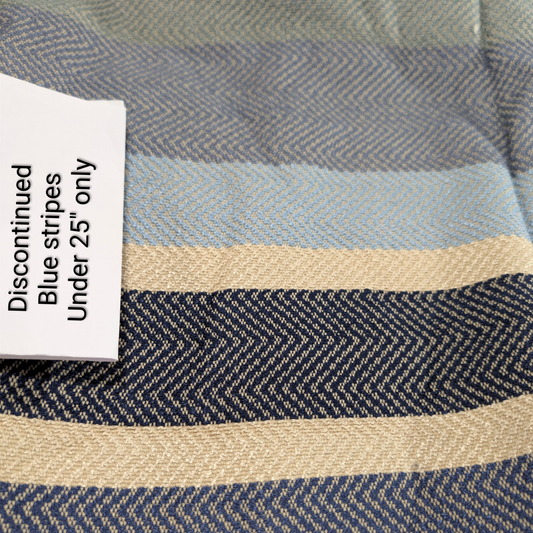 Discontinued
Blue stripes
Under 25" only